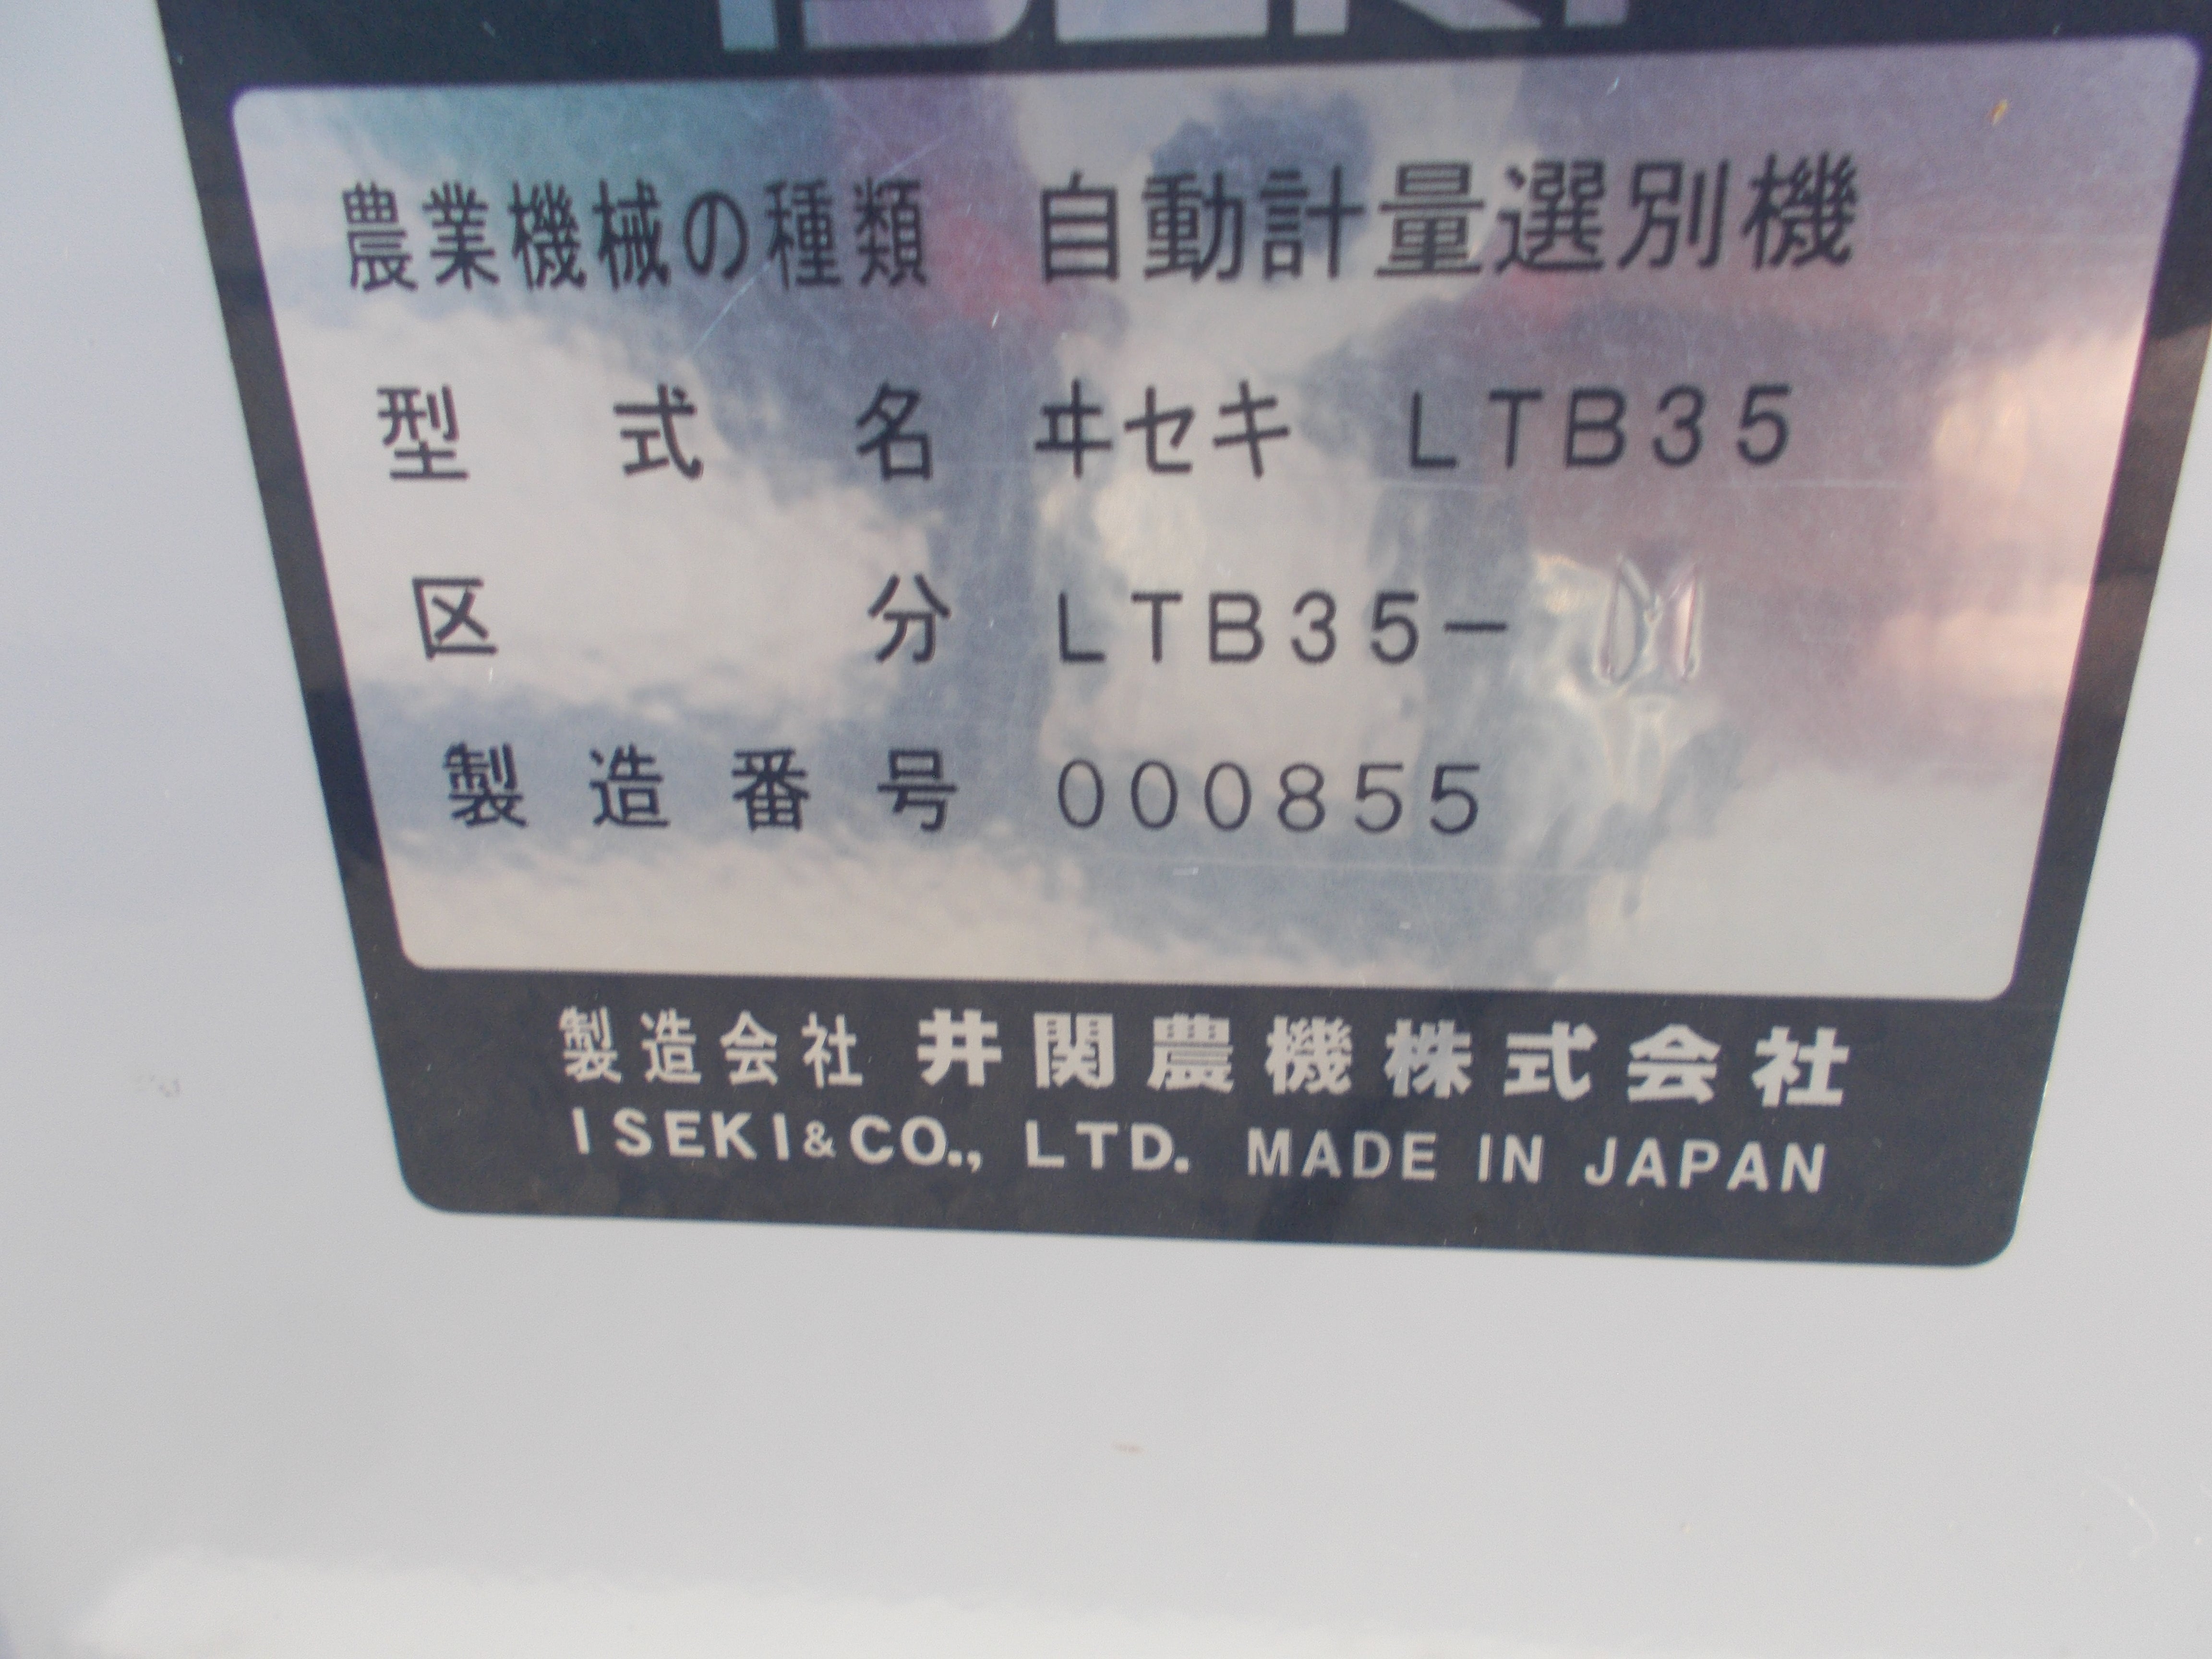 ISEKI
農業機械の種類 自動計量選別機
型式名 ヰセキ LTB35
区分 LTB35- M
製造番号 000855
製造会社 井関農機株式会社
ISEKI&CO., LTD. MADE IN JAPAN